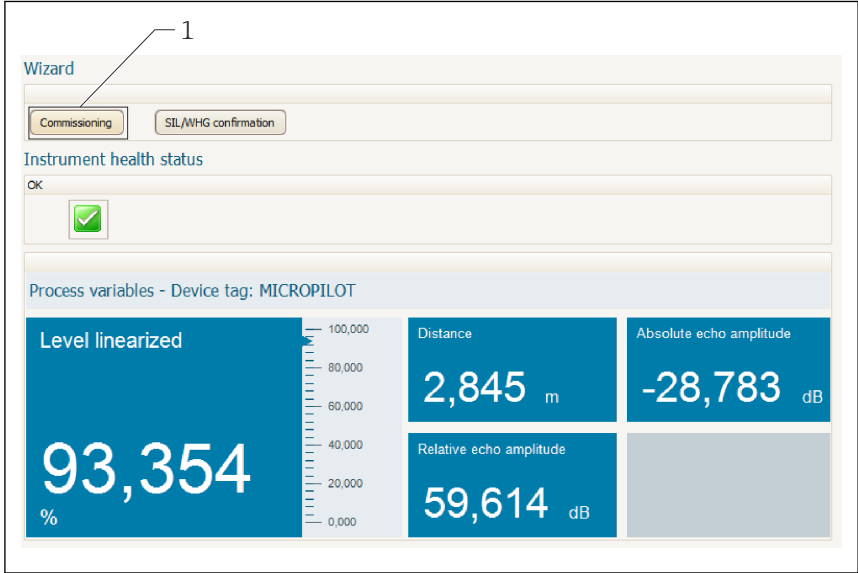 1
Wizard
Commissioning SIL/WHG confirmation
Instrument health status
OK
Process variables - Device tag: MICROPILOT
Level linearized
93,354
%
100,000
80,000
60,000
40,000
20,000
0,000
Distance
2,845 m
Absolute echo amplitude
-28,783 dB
Relative echo amplitude
59,614 dB